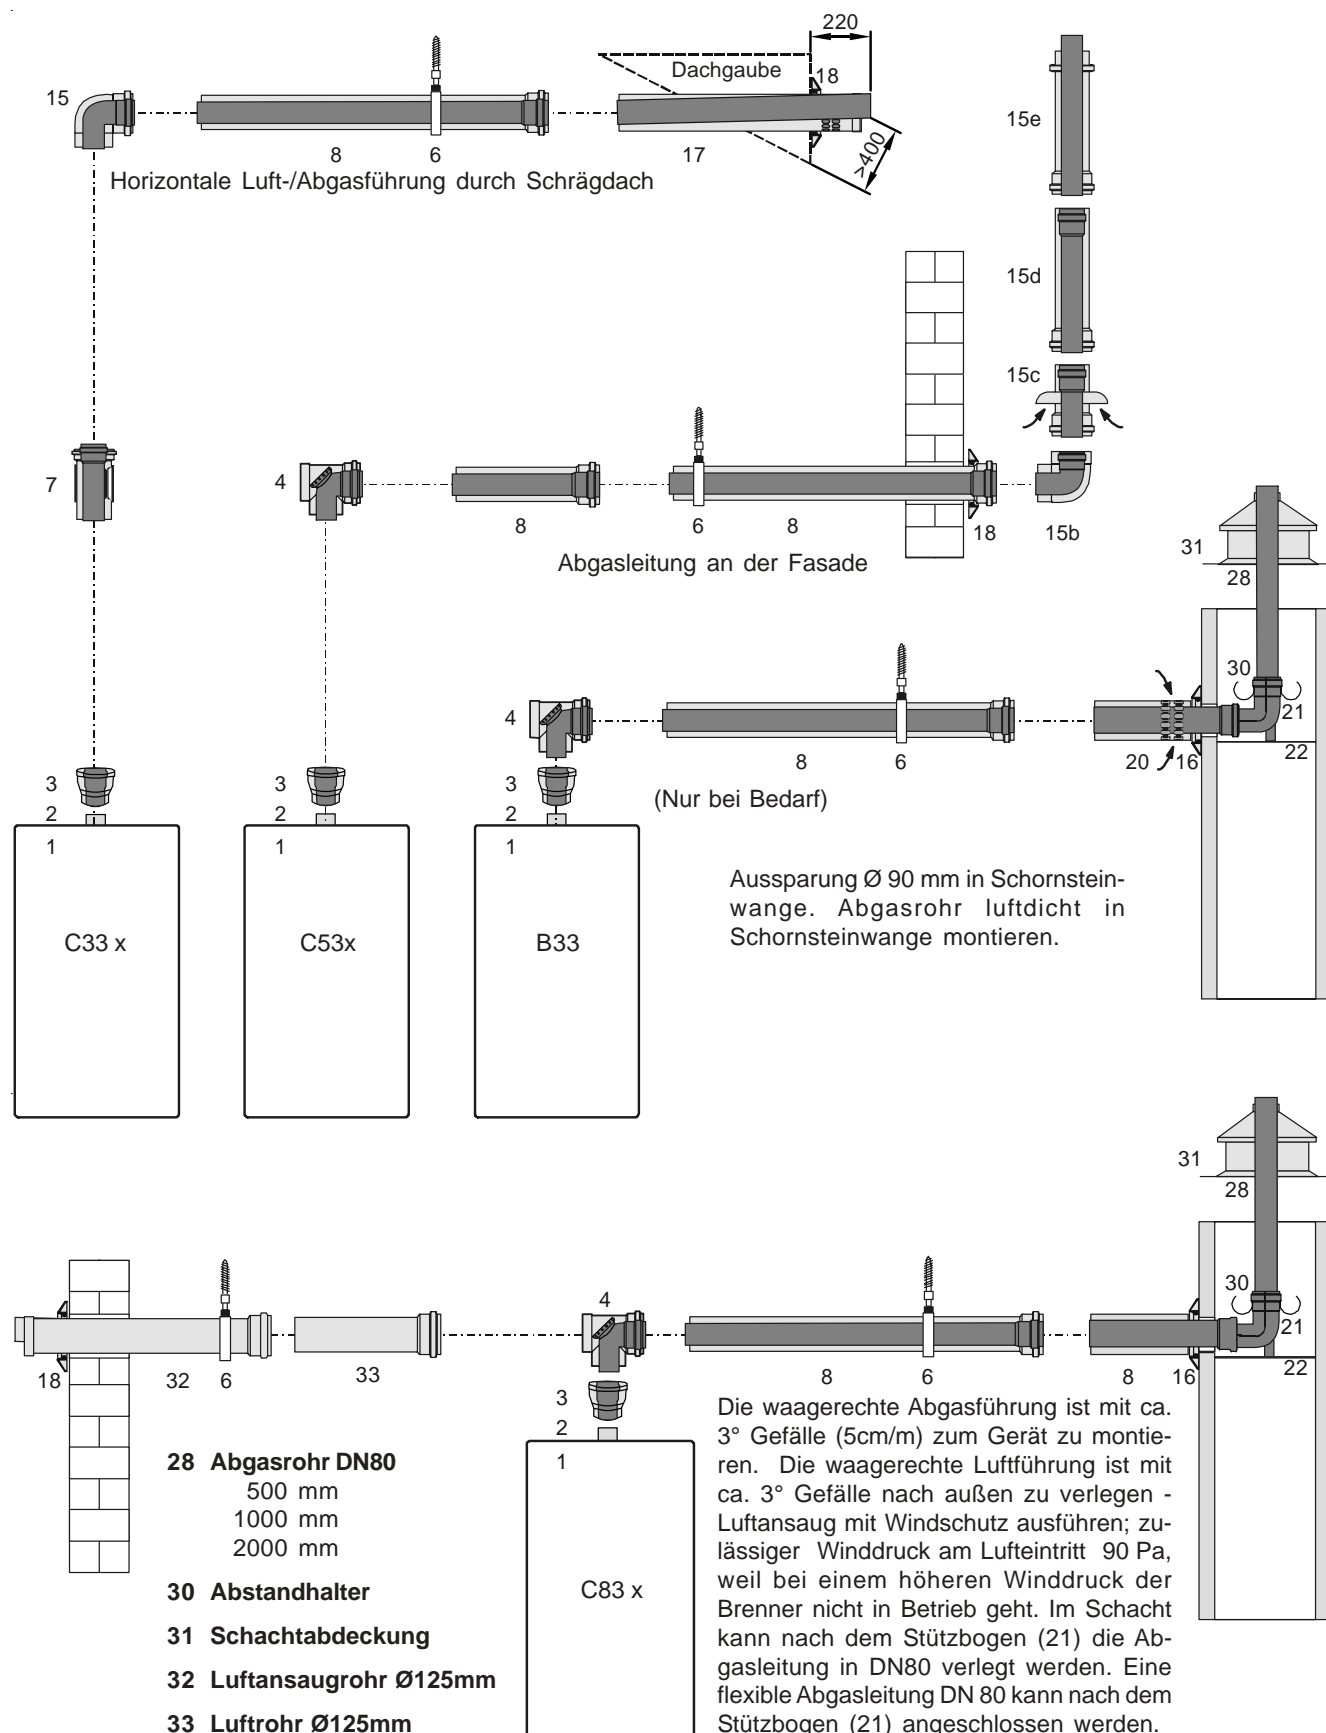 220
Dachgaube
18
15
8
6
17
>400
Horizontale Luft-/Abgasführung durch Schrägdach
15e
15d
15c
7
4
8
6
8
18
15b
Abgasleitung an der Fasade
31
28
30
21
22
4
8
6
20
16
(Nur bei Bedarf)
3
2
1
C33 x
3
2
1
C53x
3
2
1
B33
Aussparung Ø 90 mm in Schornstein-
wange. Abgasrohr luftdicht in
Schornsteinwange montieren.
31
28
30
21
22
18
32
6
33
4
3
2
1
C83 x
8
6
8
16
28 Abgasrohr DN80
500 mm
1000 mm
2000 mm
30 Abstandhalter
31 Schachtabdeckung
32 Luftansaugrohr Ø125mm
33 Luftrohr Ø125mm
Die waagerechte Abgasführung ist mit ca.
3° Gefälle (5cm/m) zum Gerät zu montie-
ren. Die waagerechte Luftführung ist mit
ca. 3° Gefälle nach außen zu verlegen -
Luftansaug mit Windschutz ausführen; zu-
lässiger Winddruck am Lufteintritt 90 Pa,
weil bei einem höheren Winddruck der
Brenner nicht in Betrieb geht. Im Schacht
kann nach dem Stützbogen (21) die Ab-
gasleitung in DN80 verlegt werden. Eine
flexible Abgasleitung DN 80 kann nach dem
Stützbogen (21) angeschlossen werden.